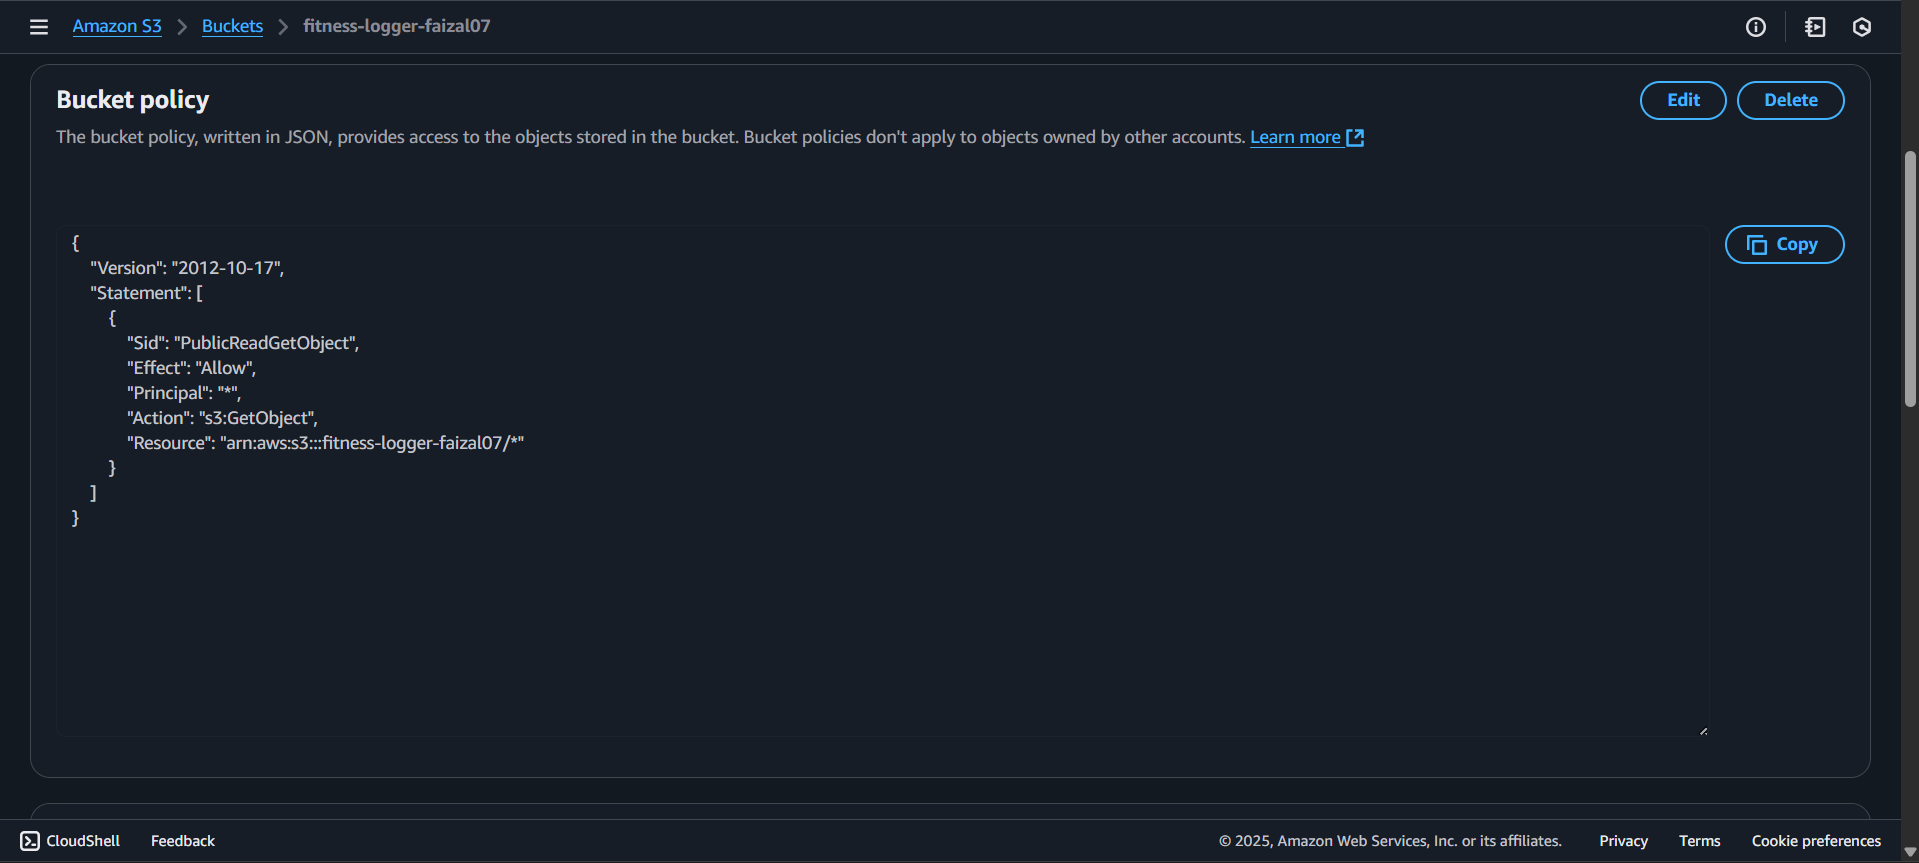 Amazon S3 > Buckets > fitness-logger-faizal07
Bucket policy
Edit
Delete
The bucket policy, written in JSON, provides access to the objects stored in the bucket. Bucket policies don't apply to objects owned by other accounts. Learn more
Copy
{
"Version": "2012-10-17",
"Statement": [
{
"Sid": "PublicReadGetObject",
"Effect": "Allow",
"Principal": "*",
"Action": "s3:GetObject",
"Resource": "arn:aws:s3:::fitness-logger-faizal07/*"
}
]
}
CloudShell Feedback © 2025, Amazon Web Services, Inc. or its affiliates. Privacy Terms Cookie preferences